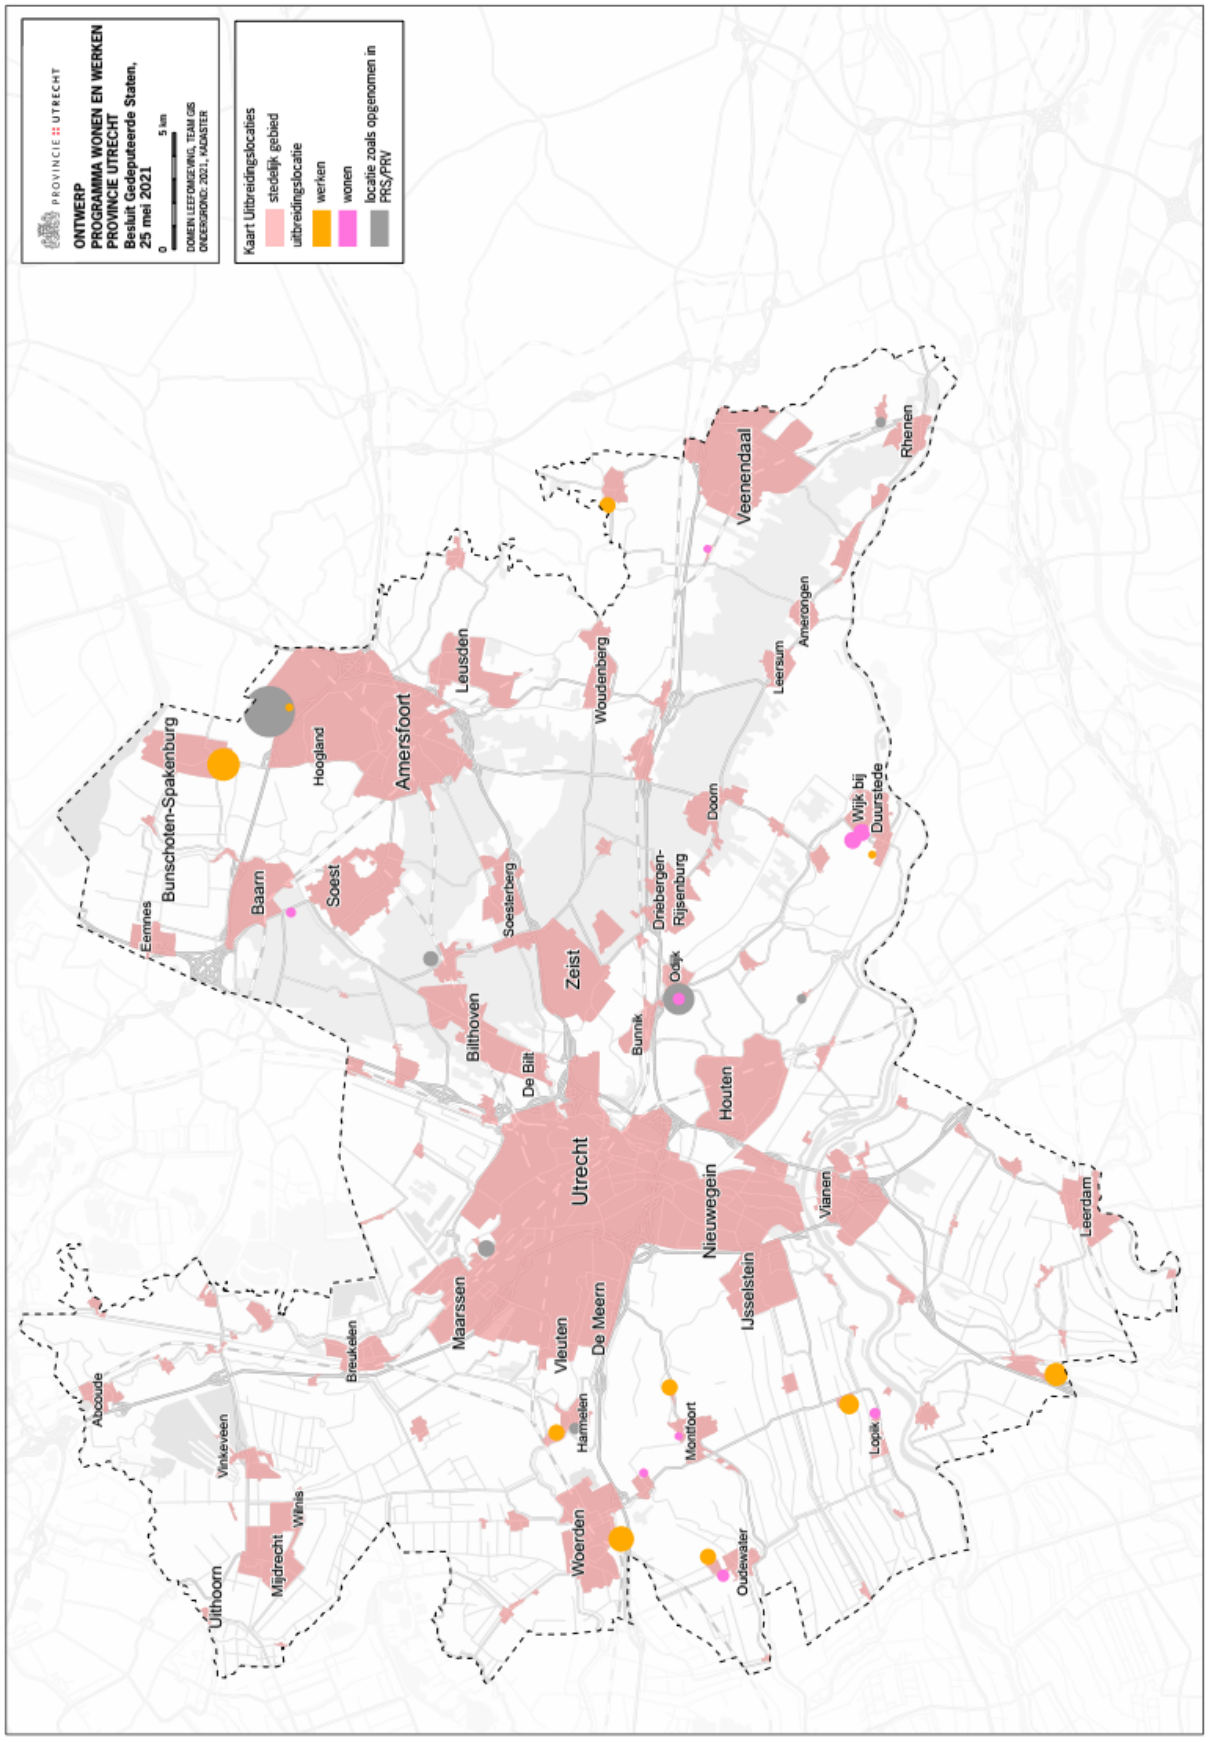 PROVINCIE UTRECHT
ONTWERP
PROGRAMMA WONEN EN WERKEN
PROVINCIE UTRECHT
Besluit Gedeputeerde Staten,
25 mei 2021
0 5 km
DOMEIN LEEFOMGEVING, TEAM GIS
ONDERGROND: 2021, KADASTER
Kaart Uitbreidingslocaties
stedelijk gebied
uitbreidingslocatie
werken
wonen
locatie zoals opgenomen in
PRS/PRV
Abcoude
Vinkeveen
Uithoorn
Mijdrecht
Wilnis
Breukelen
Maarssen
Vleuten
De Meern
Harmelen
Woerden
Montfoort
Oudewater
Lopik
IJsselstein
Nieuwegein
Utrecht
Vianen
Leerdam
Houten
De Bilt
Bilthoven
Bunnik
Odijk
Zeist
Driebergen-
Rijsenburg
Soesterberg
Soest
Baarn
Eemnes
Bunschoten-Spakenburg
Hoogland
Amersfoort
Leusden
Woudenberg
Doorn
Wijk bij
Duurstede
Leersum
Amerongen
Veenendaal
Rhenen